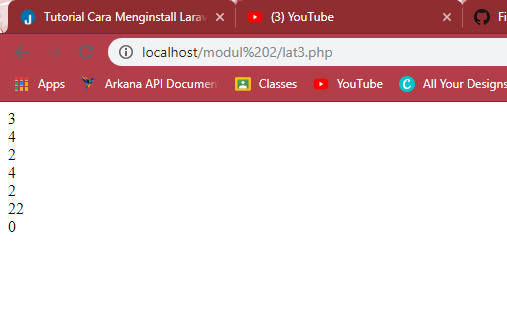 Tutorial Cara Menginstall Larav
(3) YouTube
Fi
localhost/modul%202/lat3.php
Apps
Arkana API Documen
Classes
YouTube
All Your Designs
3
4
2
4
2
22
0